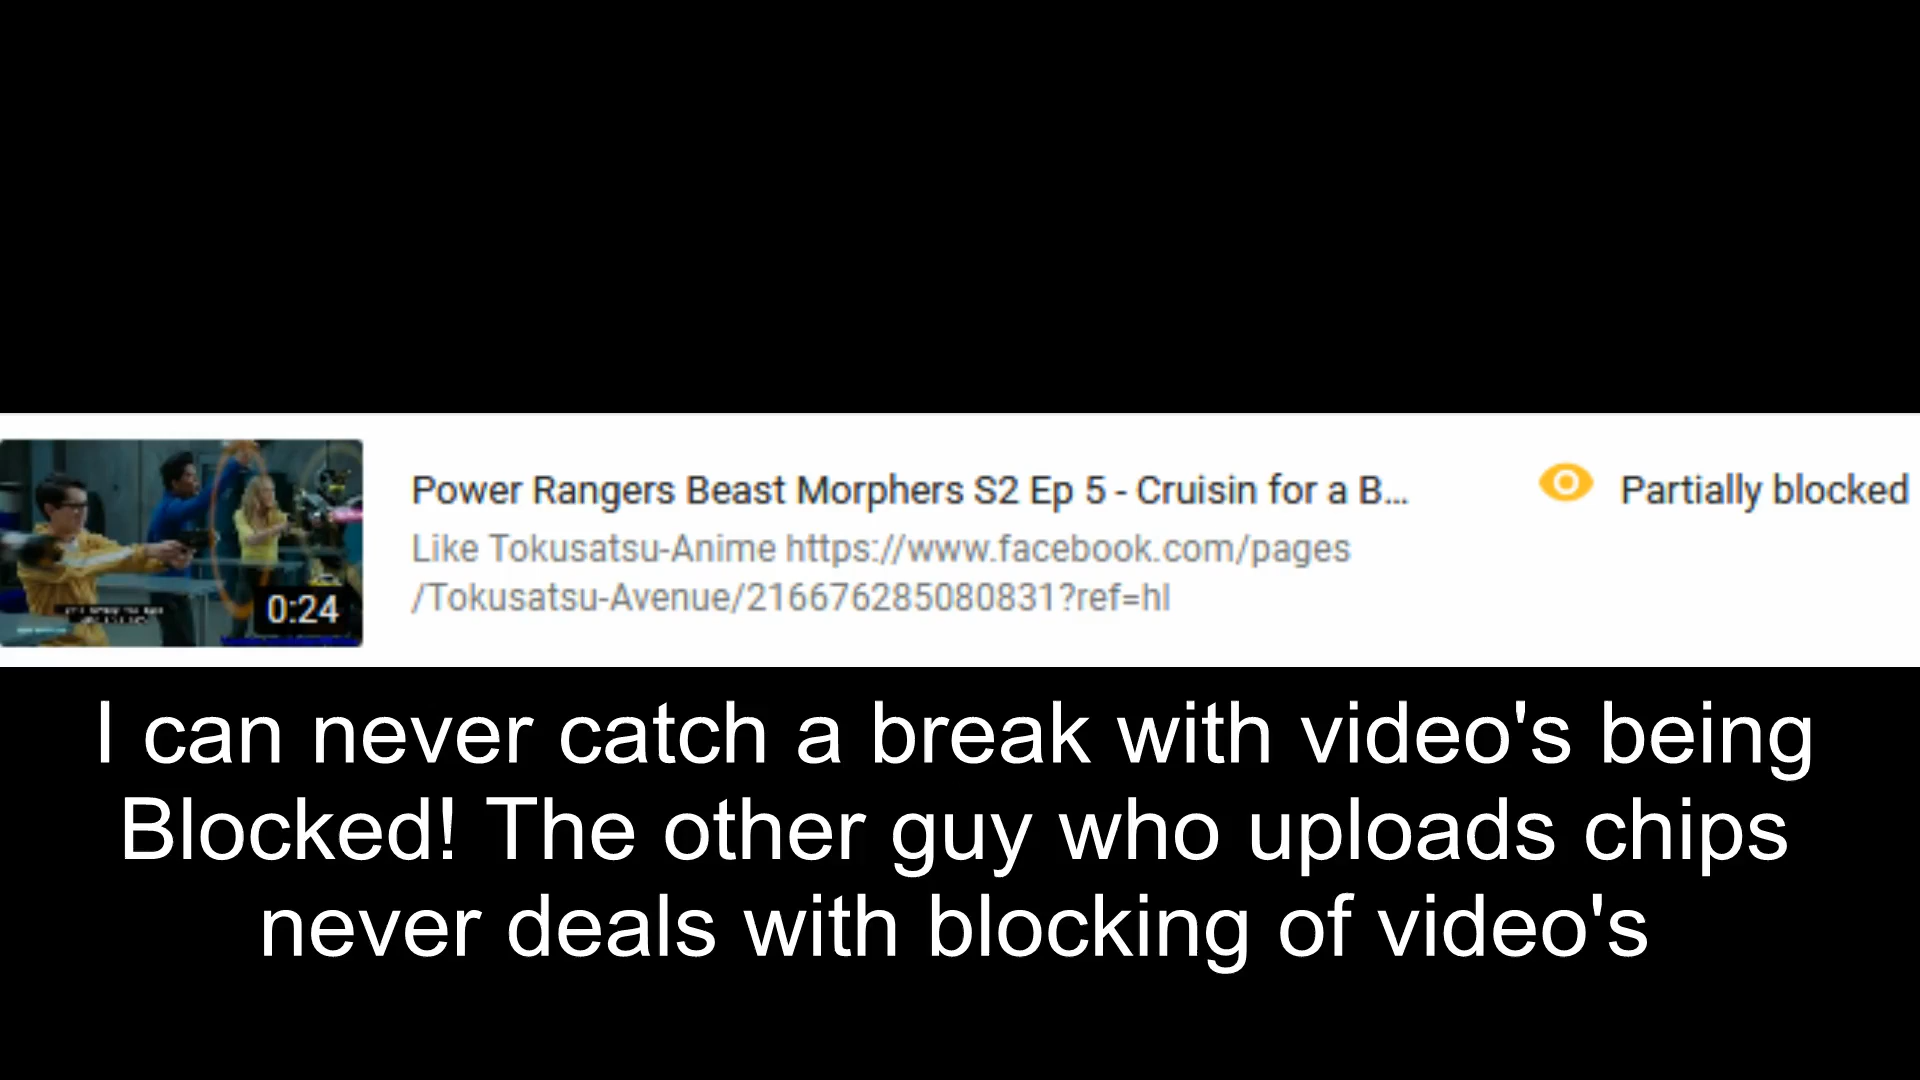 Power Rangers Beast Morphers S2 Ep 5 - Cruisin for a B...
Partially blocked
Like Tokusatsu-Anime https://www.facebook.com/pages
/Tokusatsu-Avenue/216676285080831?ref=hl
0:24
I can never catch a break with video's being
Blocked! The other guy who uploads chips
never deals with blocking of video's